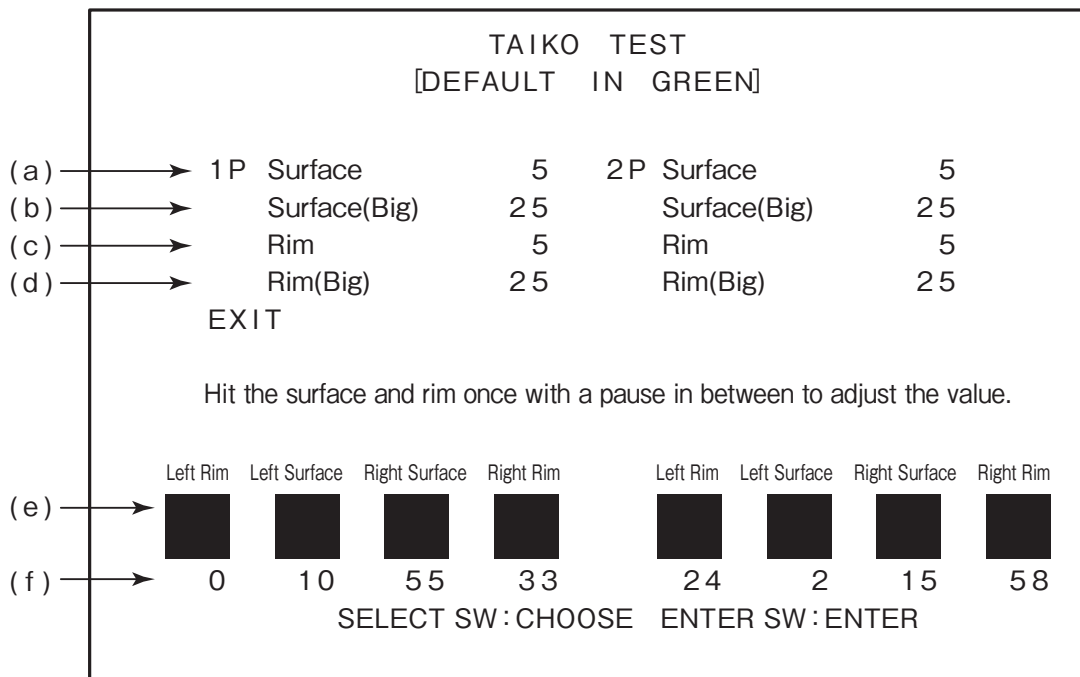 TAIKO TEST
[DEFAULT IN GREEN]
(a) 1P Surface 5 2P Surface 5
(b) Surface(Big) 25 Surface(Big) 25
(c) Rim 5 Rim 5
(d) Rim(Big) 25 Rim(Big) 25
EXIT
Hit the surface and rim once with a pause in between to adjust the value.
Left Rim Left Surface Right Surface Right Rim Left Rim Left Surface Right Surface Right Rim
(e)
(f) 0 10 55 33 24 2 15 58
SELECT SW:CHOOSE ENTER SW:ENTER